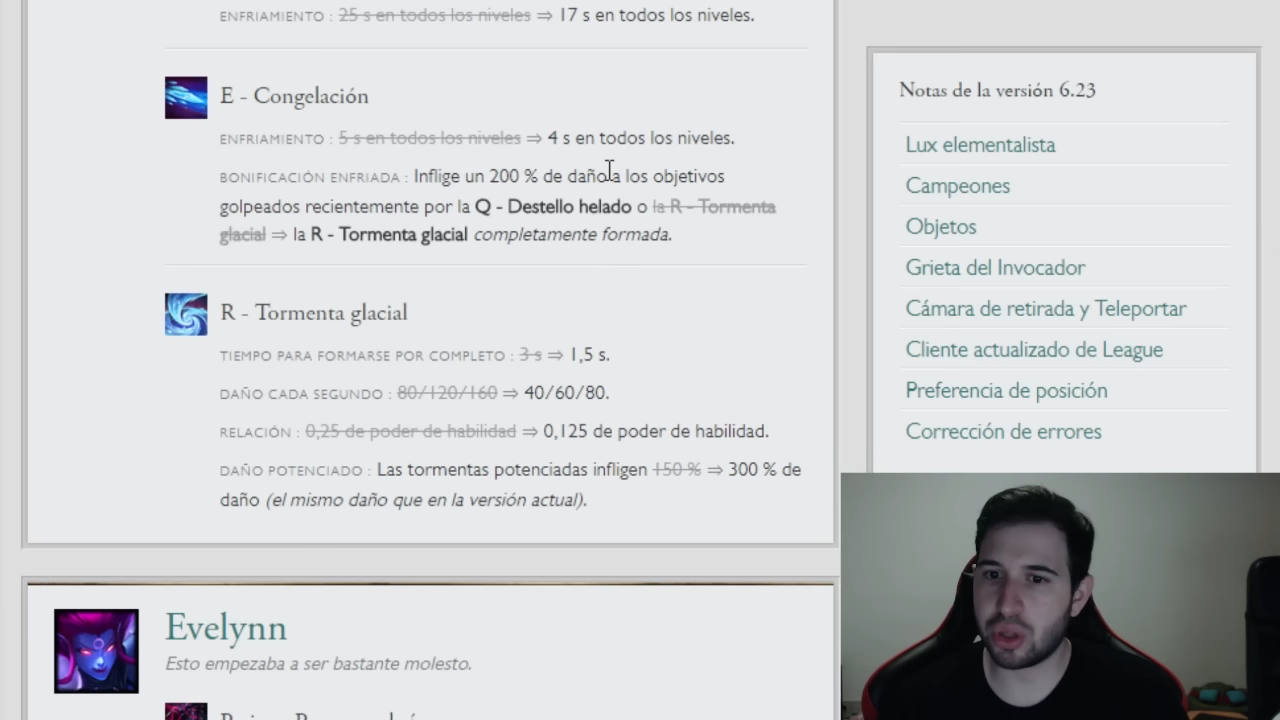 ENFRIAMIENTO : 25 s en todos los niveles ⇒ 17 s en todos los niveles.
E - Congelación
ENFRIAMIENTO : 5 s en todos los niveles ⇒ 4 s en todos los niveles.
BONIFICACIÓN ENFRIADA : Inflige un 200 % de daño a los objetivos
golpeados recientemente por la Q - Destello helado o la R - Tormenta
glacial ⇒ la R - Tormenta glacial completamente formada.
R - Tormenta glacial
TIEMPO PARA FORMARSE POR COMPLETO : 3 s ⇒ 1,5 s.
DAÑO CADA SEGUNDO : 80/120/160 ⇒ 40/60/80.
RELACIÓN : 0,25 de poder de habilidad ⇒ 0,125 de poder de habilidad.
DAÑO POTENCIADO : Las tormentas potenciadas infligen 150 % ⇒ 300 % de
daño (el mismo daño que en la versión actual).
Evelynn
Esto empezaba a ser bastante molesto.
Notas de la versión 6.23
Lux elementalista
Campeones
Objetos
Grieta del Invocador
Cámara de retirada y Teleportar
Cliente actualizado de League
Preferencia de posición
Corrección de errores